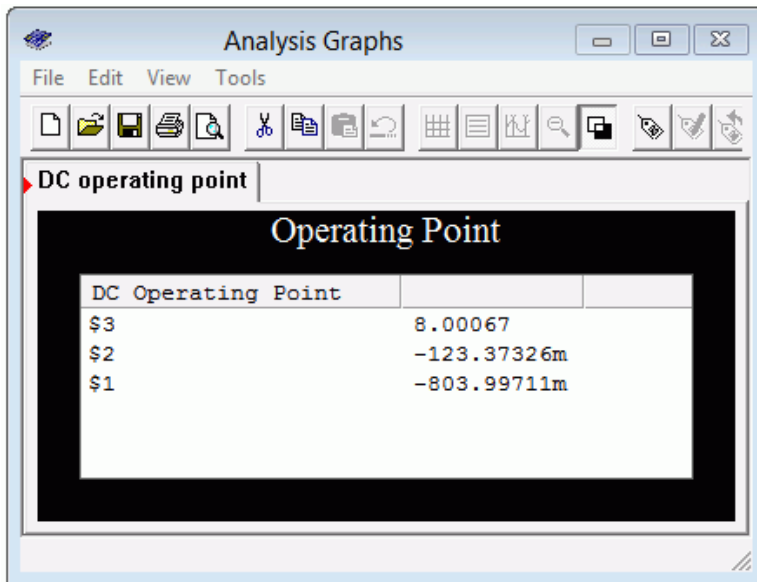 Analysis Graphs
File Edit View Tools
DC operating point
Operating Point
DC Operating Point
$3 8.00067
$2 -123.37326m
$1 -803.99711m